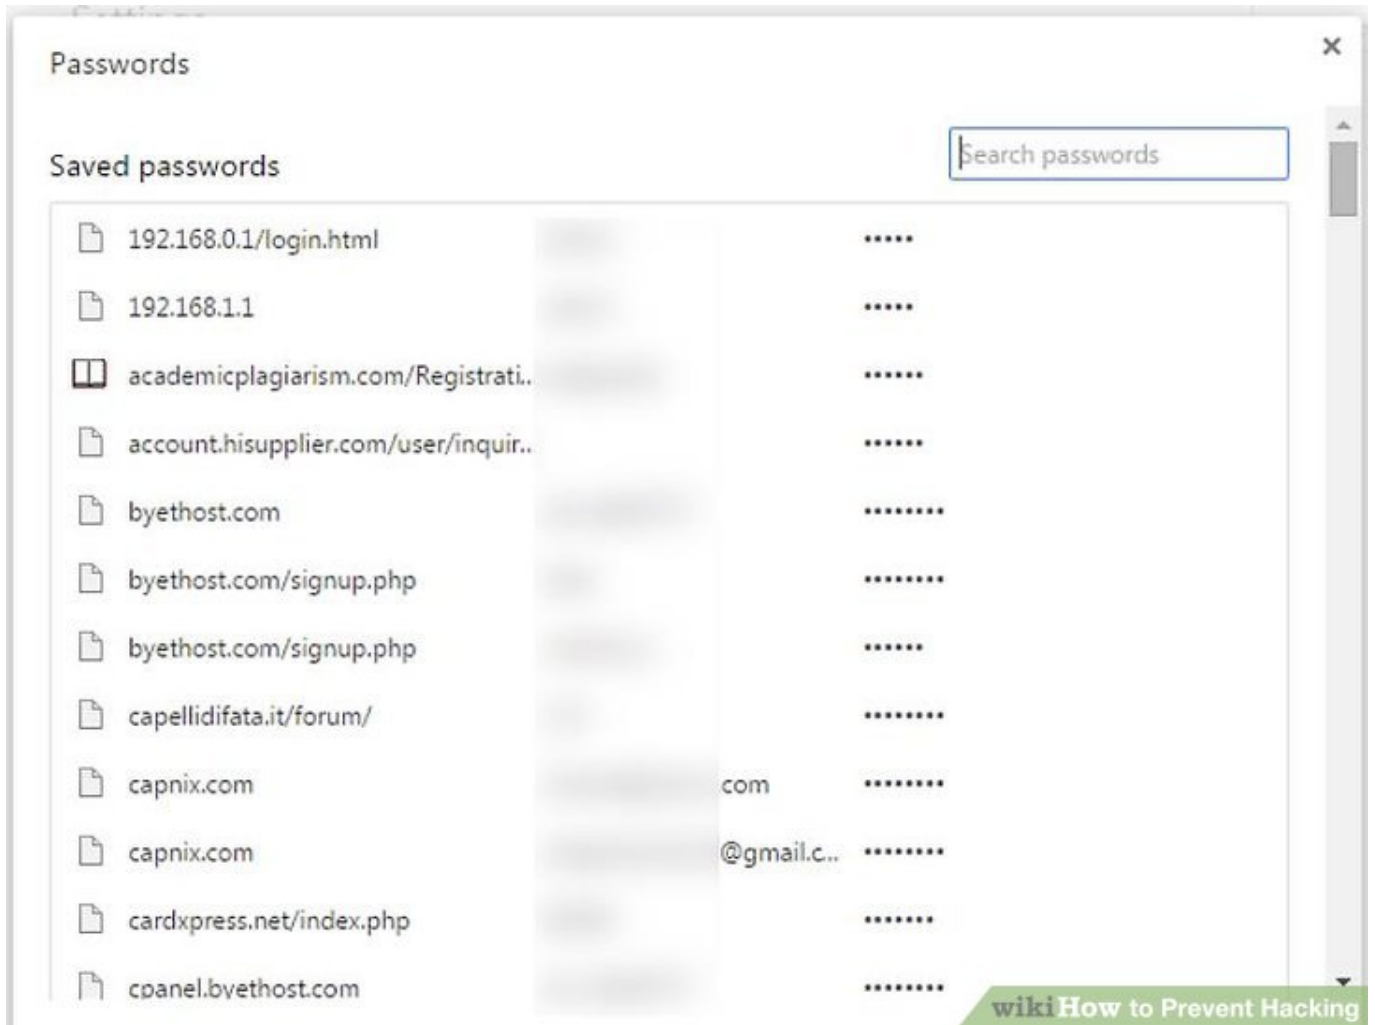 Settings
Passwords
Saved passwords
Search passwords
192.168.0.1/login.html •••••
192.168.1.1 •••••
academicplagiarism.com/Registrati.. ••••••
account.hisupplier.com/user/inquir.. ••••••
byethost.com ••••••••
byethost.com/signup.php ••••••••
byethost.com/signup.php ••••••
capellidifata.it/forum/ ••••••••
capnix.com com ••••••••
capnix.com @gmail.c... ••••••••
cardxpress.net/index.php •••••••
cpanel.byethost.com ••••••••
wikiHow to Prevent Hacking